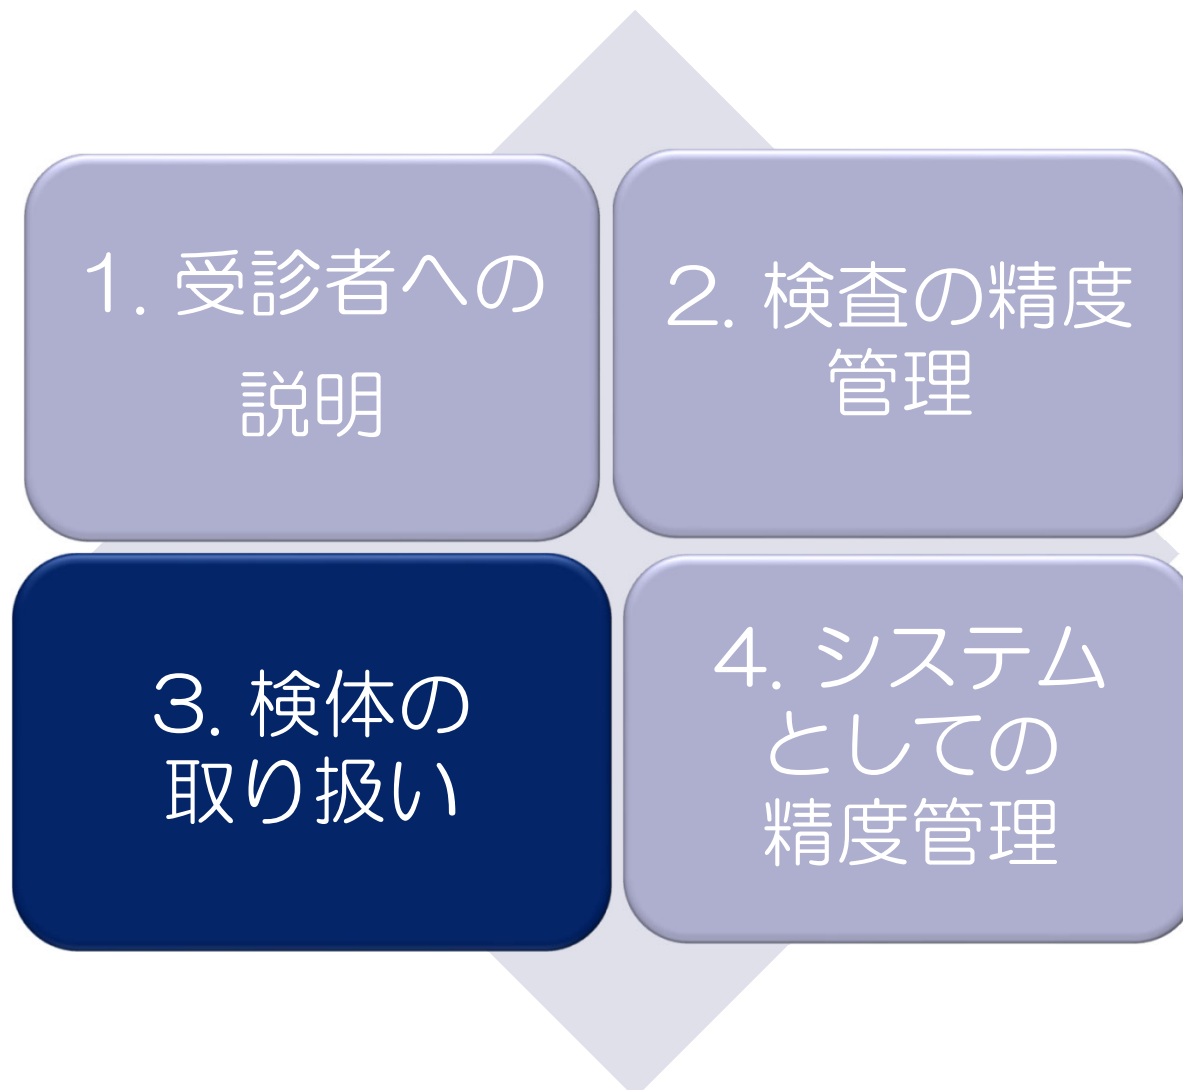 1. 受診者への
説明
2. 検査の精度
管理
3. 検体の
取り扱い
4. システム
としての
精度管理